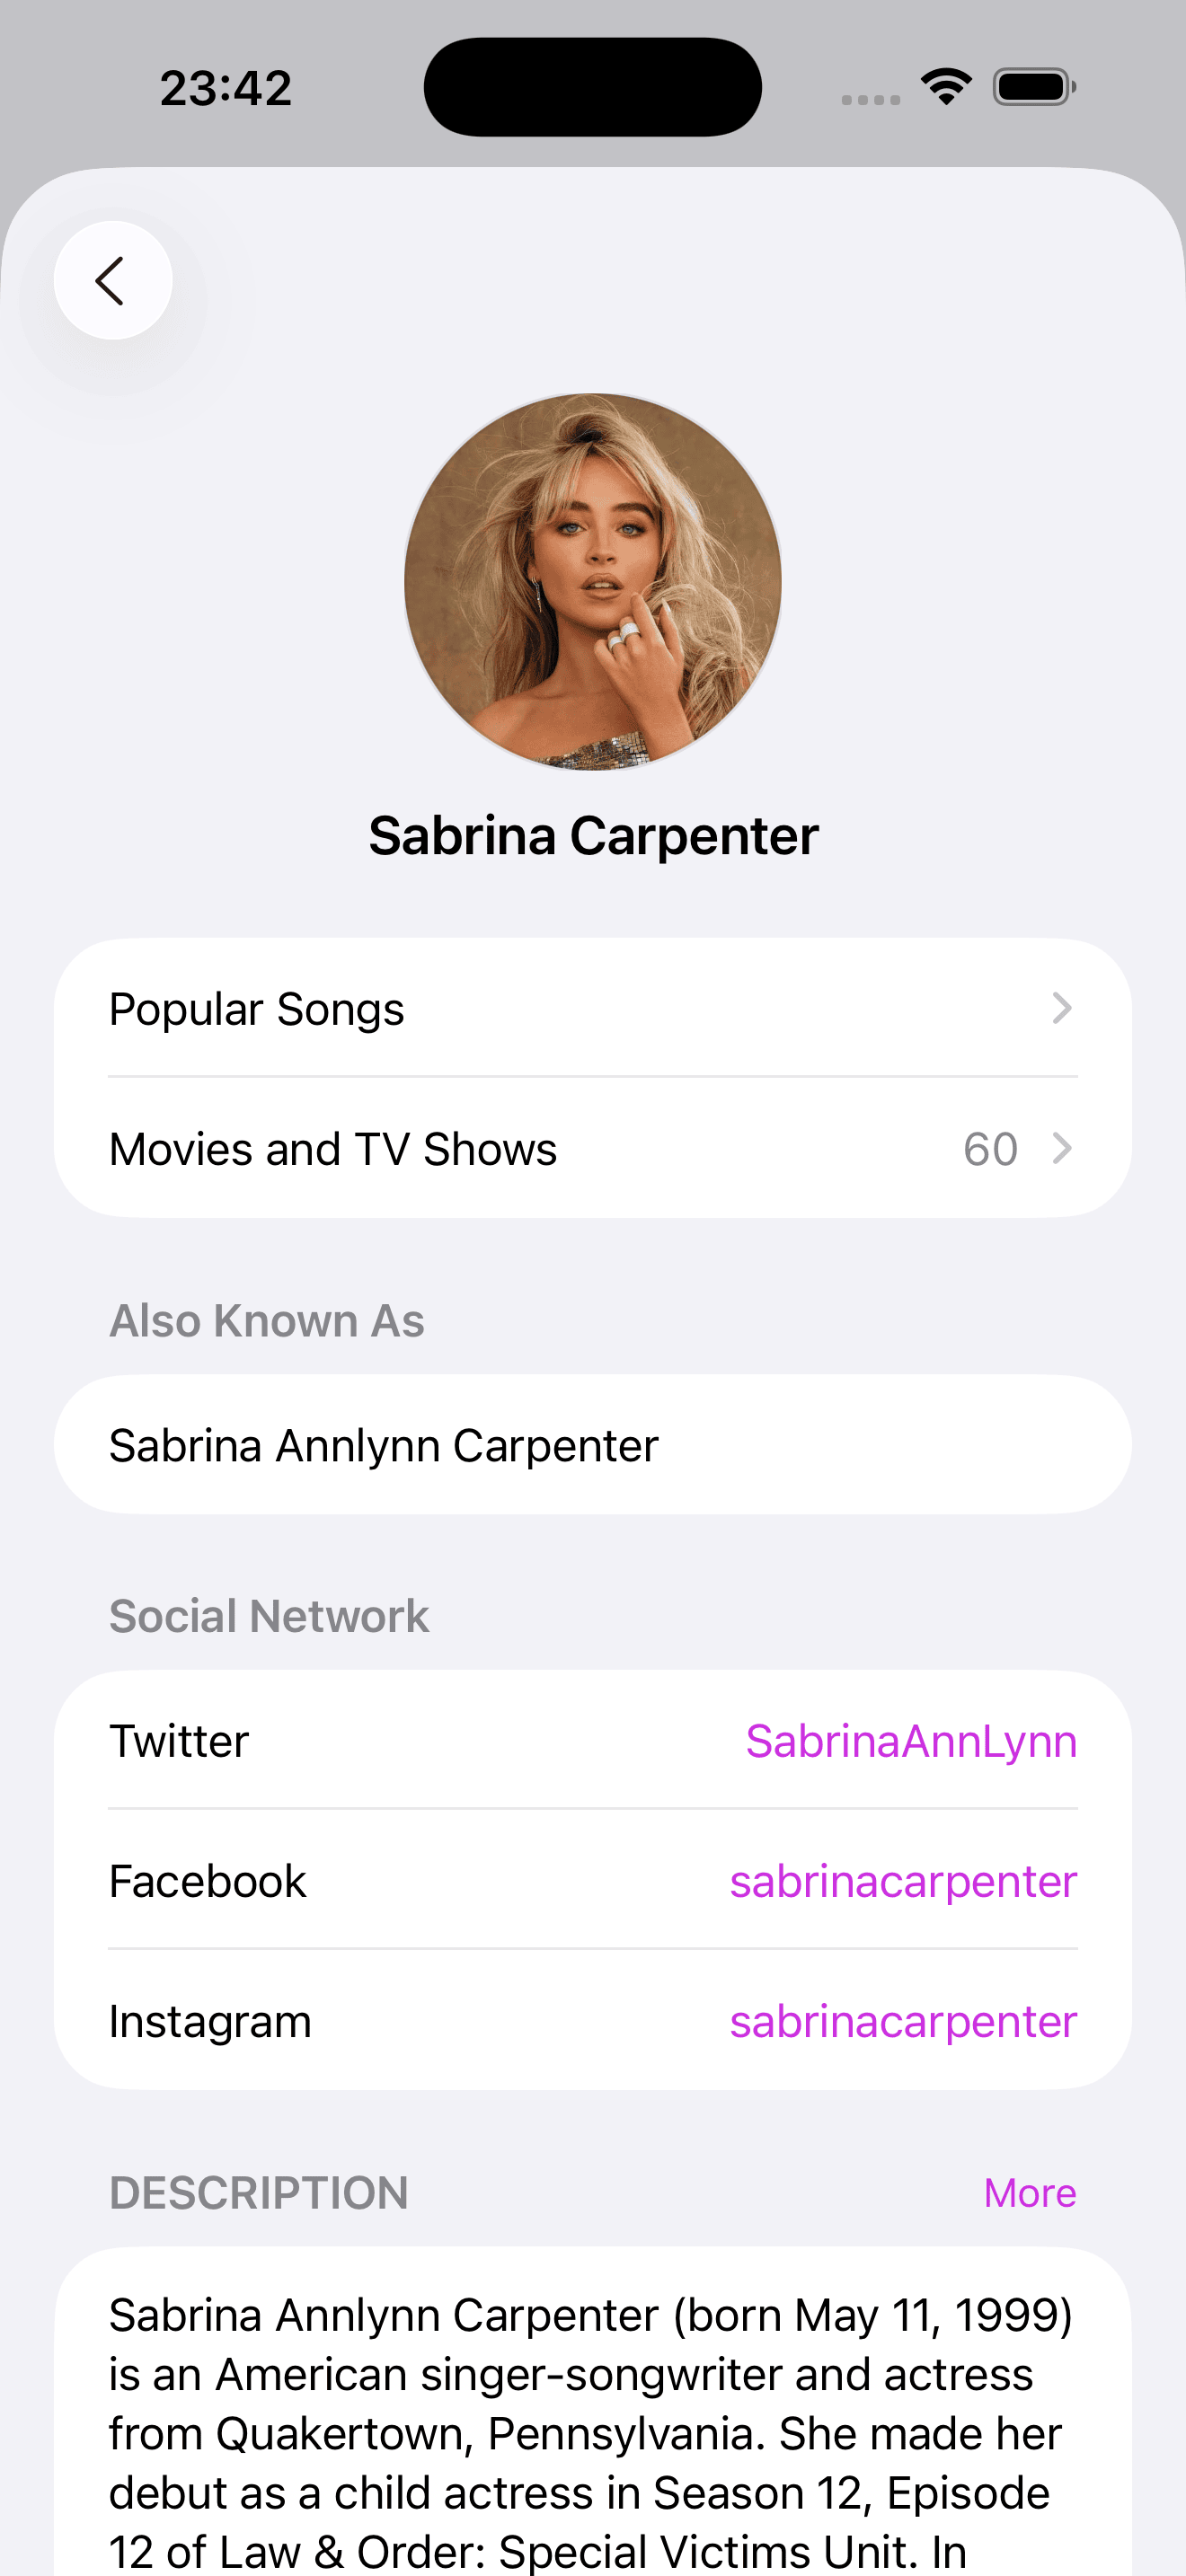 23:42
Sabrina Carpenter
Popular Songs
Movies and TV Shows 60
Also Known As
Sabrina Annlynn Carpenter
Social Network
Twitter SabrinaAnnLynn
Facebook sabrinacarpenter
Instagram sabrinacarpenter
DESCRIPTION More
Sabrina Annlynn Carpenter (born May 11, 1999)
is an American singer-songwriter and actress
from Quakertown, Pennsylvania. She made her
debut as a child actress in Season 12, Episode
12 of Law & Order: Special Victims Unit. In